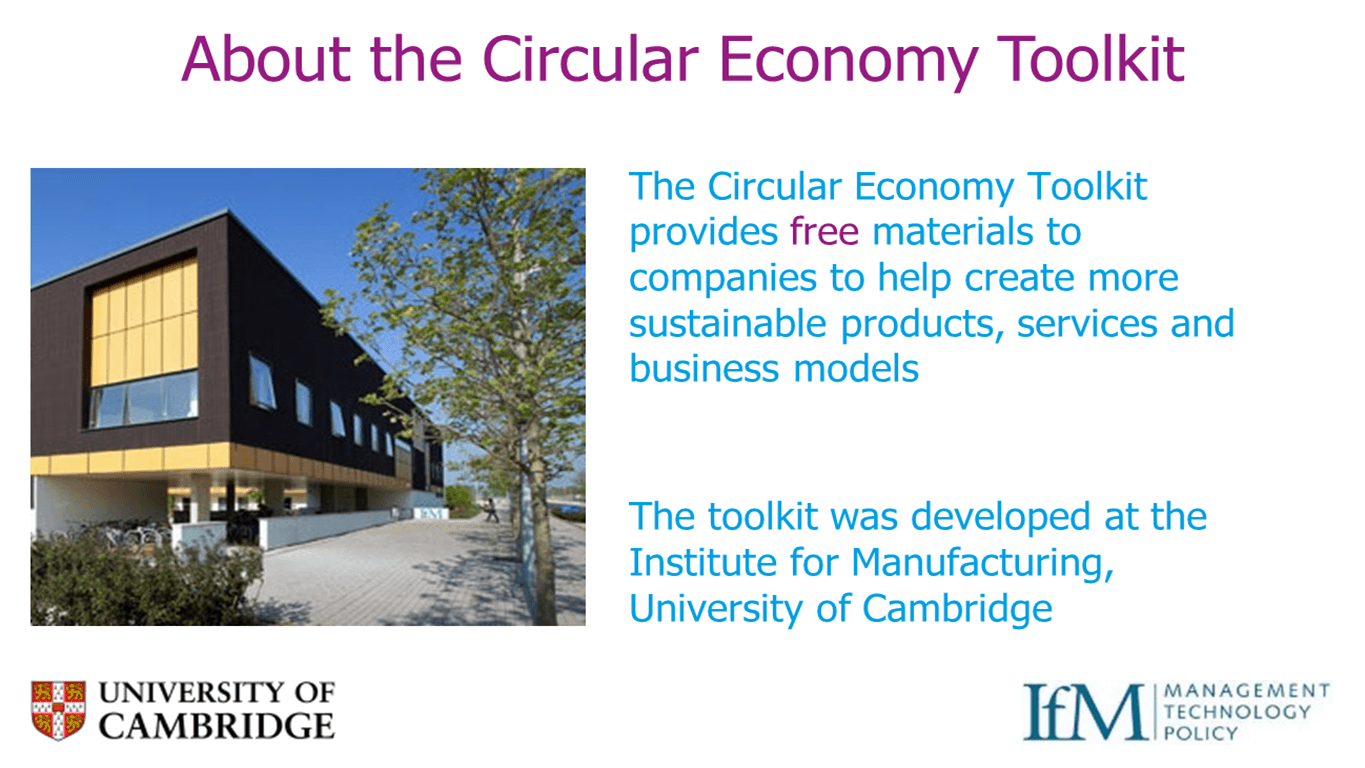 About the Circular Economy Toolkit
The Circular Economy Toolkit
provides free materials to
companies to help create more
sustainable products, services and
business models
The toolkit was developed at the
Institute for Manufacturing,
University of Cambridge
IfM
UNIVERSITY OF
CAMBRIDGE
IfM
MANAGEMENT
TECHNOLOGY
POLICY